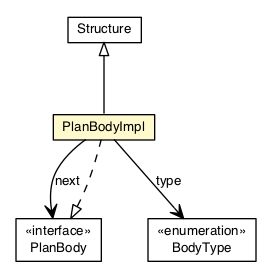 Structure
PlanBodyImpl
next
type
«interface»
PlanBody
«enumeration»
BodyType